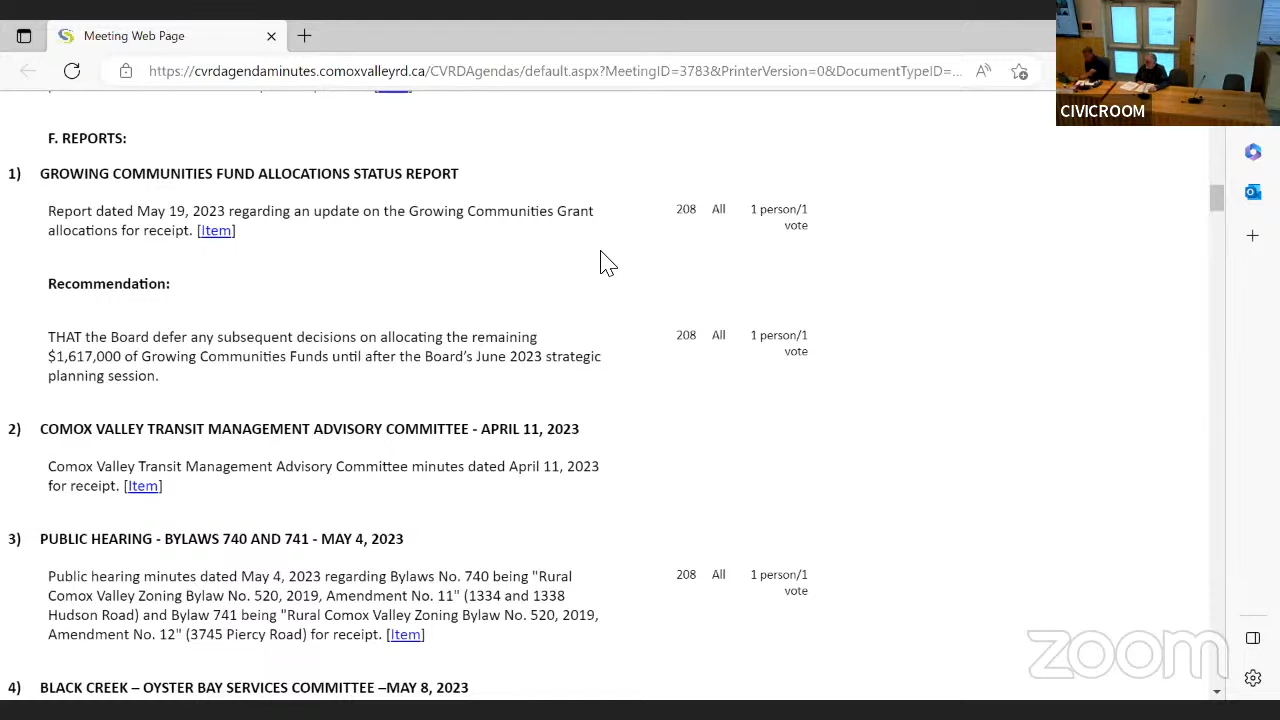 Meeting Web Page
https://cvrdagendaminutes.comoxvalleyrd.ca/CVRDAgendas/default.aspx?MeetingID=3783&PrinterVersion=0&DocumentTypeID=...
CIVICROOM
F. REPORTS:
1) GROWING COMMUNITIES FUND ALLOCATIONS STATUS REPORT
Report dated May 19, 2023 regarding an update on the Growing Communities Grant 208 All 1 person/1
allocations for receipt. [Item] vote
Recommendation:
THAT the Board defer any subsequent decisions on allocating the remaining 208 All 1 person/1
$1,617,000 of Growing Communities Funds until after the Board's June 2023 strategic vote
planning session.
2) COMOX VALLEY TRANSIT MANAGEMENT ADVISORY COMMITTEE - APRIL 11, 2023
Comox Valley Transit Management Advisory Committee minutes dated April 11, 2023
for receipt. [Item]
3) PUBLIC HEARING - BYLAWS 740 AND 741 - MAY 4, 2023
Public hearing minutes dated May 4, 2023 regarding Bylaws No. 740 being "Rural 208 All 1 person/1
Comox Valley Zoning Bylaw No. 520, 2019, Amendment No. 11" (1334 and 1338 vote
Hudson Road) and Bylaw 741 being "Rural Comox Valley Zoning Bylaw No. 520, 2019,
Amendment No. 12" (3745 Piercy Road) for receipt. [Item]
zoom
4) BLACK CREEK – OYSTER BAY SERVICES COMMITTEE –MAY 8, 2023